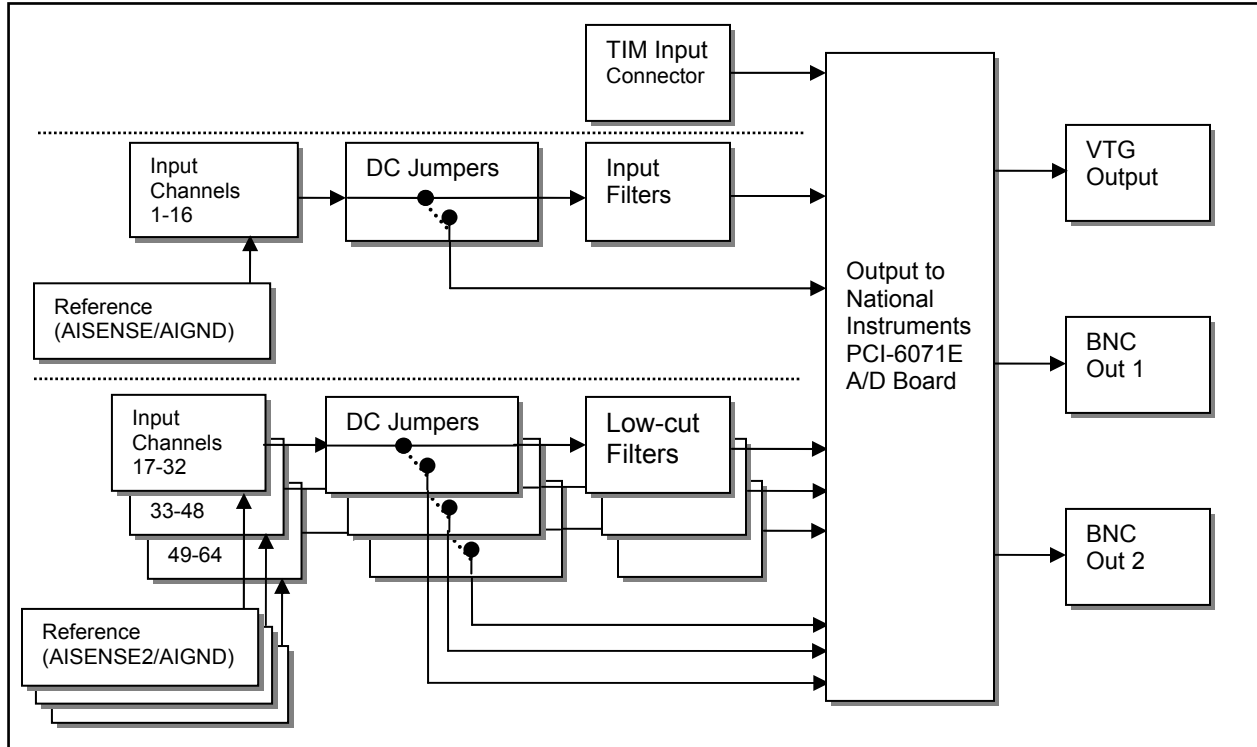 TIM Input
Connector
Input
Channels
1-16
DC Jumpers
Input
Filters
Reference
(AISENSE/AIGND)
Output to
National
Instruments
PCI-6071E
A/D Board
VTG
Output
BNC
Out 1
BNC
Out 2
Input
Channels
17-32
33-48
49-64
DC Jumpers
Low-cut
Filters
Reference
(AISENSE2/AIGND)